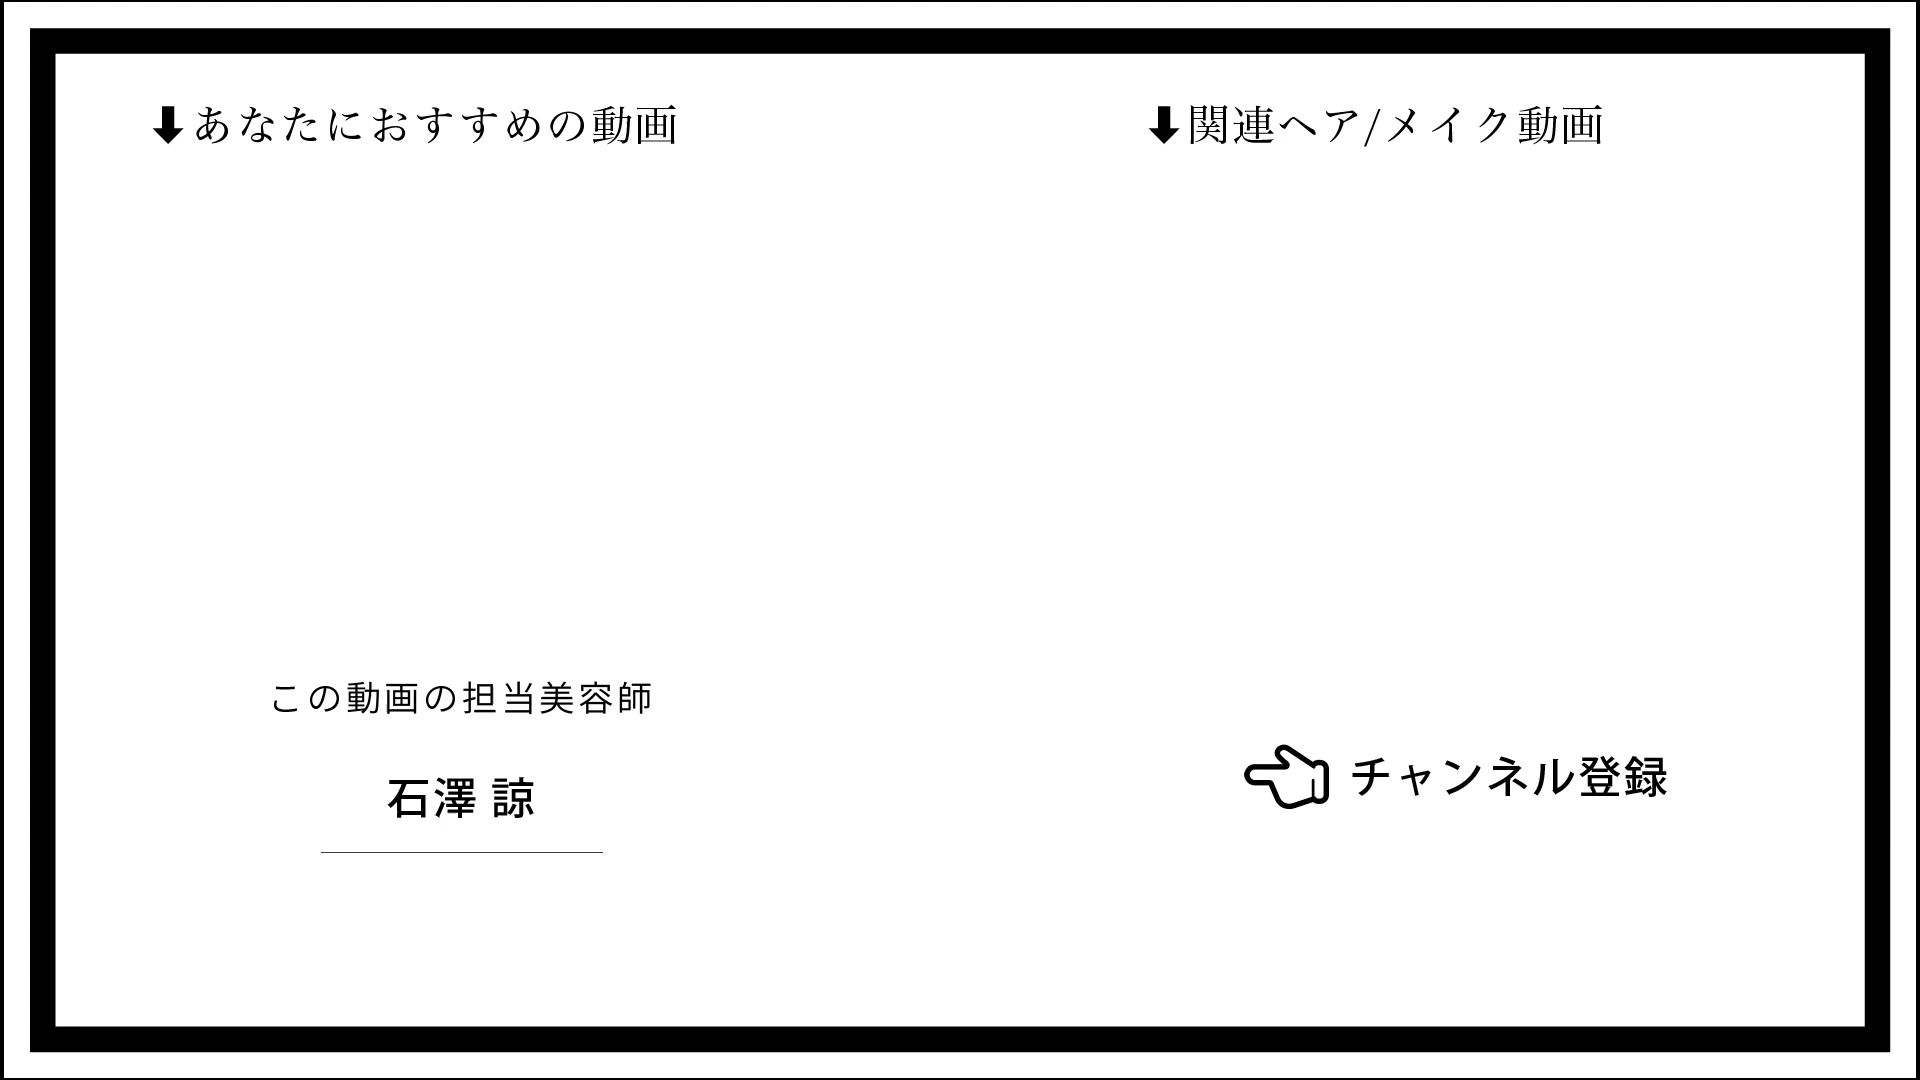 ⬇あなたにおすすめの動画
⬇関連ヘア/メイク動画
この動画の担当美容師
石澤 諒
チャンネル登録